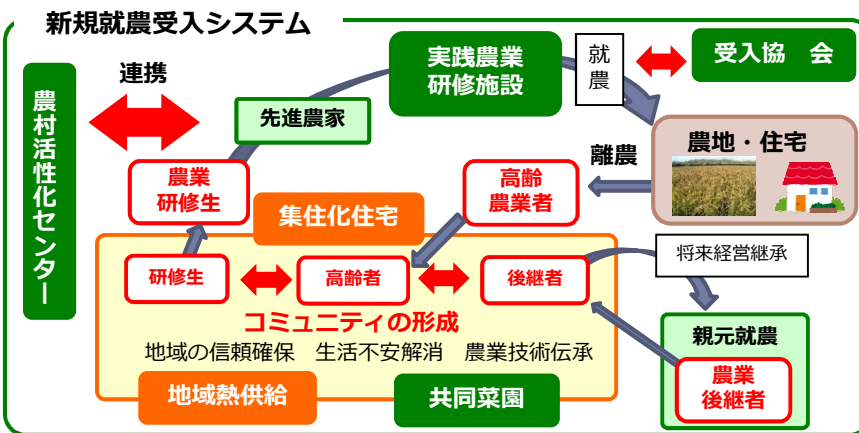 新規就農受入システム
連携
実践農業
研修施設
就
農
受入協　会
農村活性化センター
先進農家
農地・住宅
離農
農業
研修生
高齢
農業者
集住化住宅
将来経営継承
研修生
高齢者
後継者
コミュニティの形成
地域の信頼確保　生活不安解消　農業技術伝承
親元就農
農業
後継者
地域熱供給
共同菜園